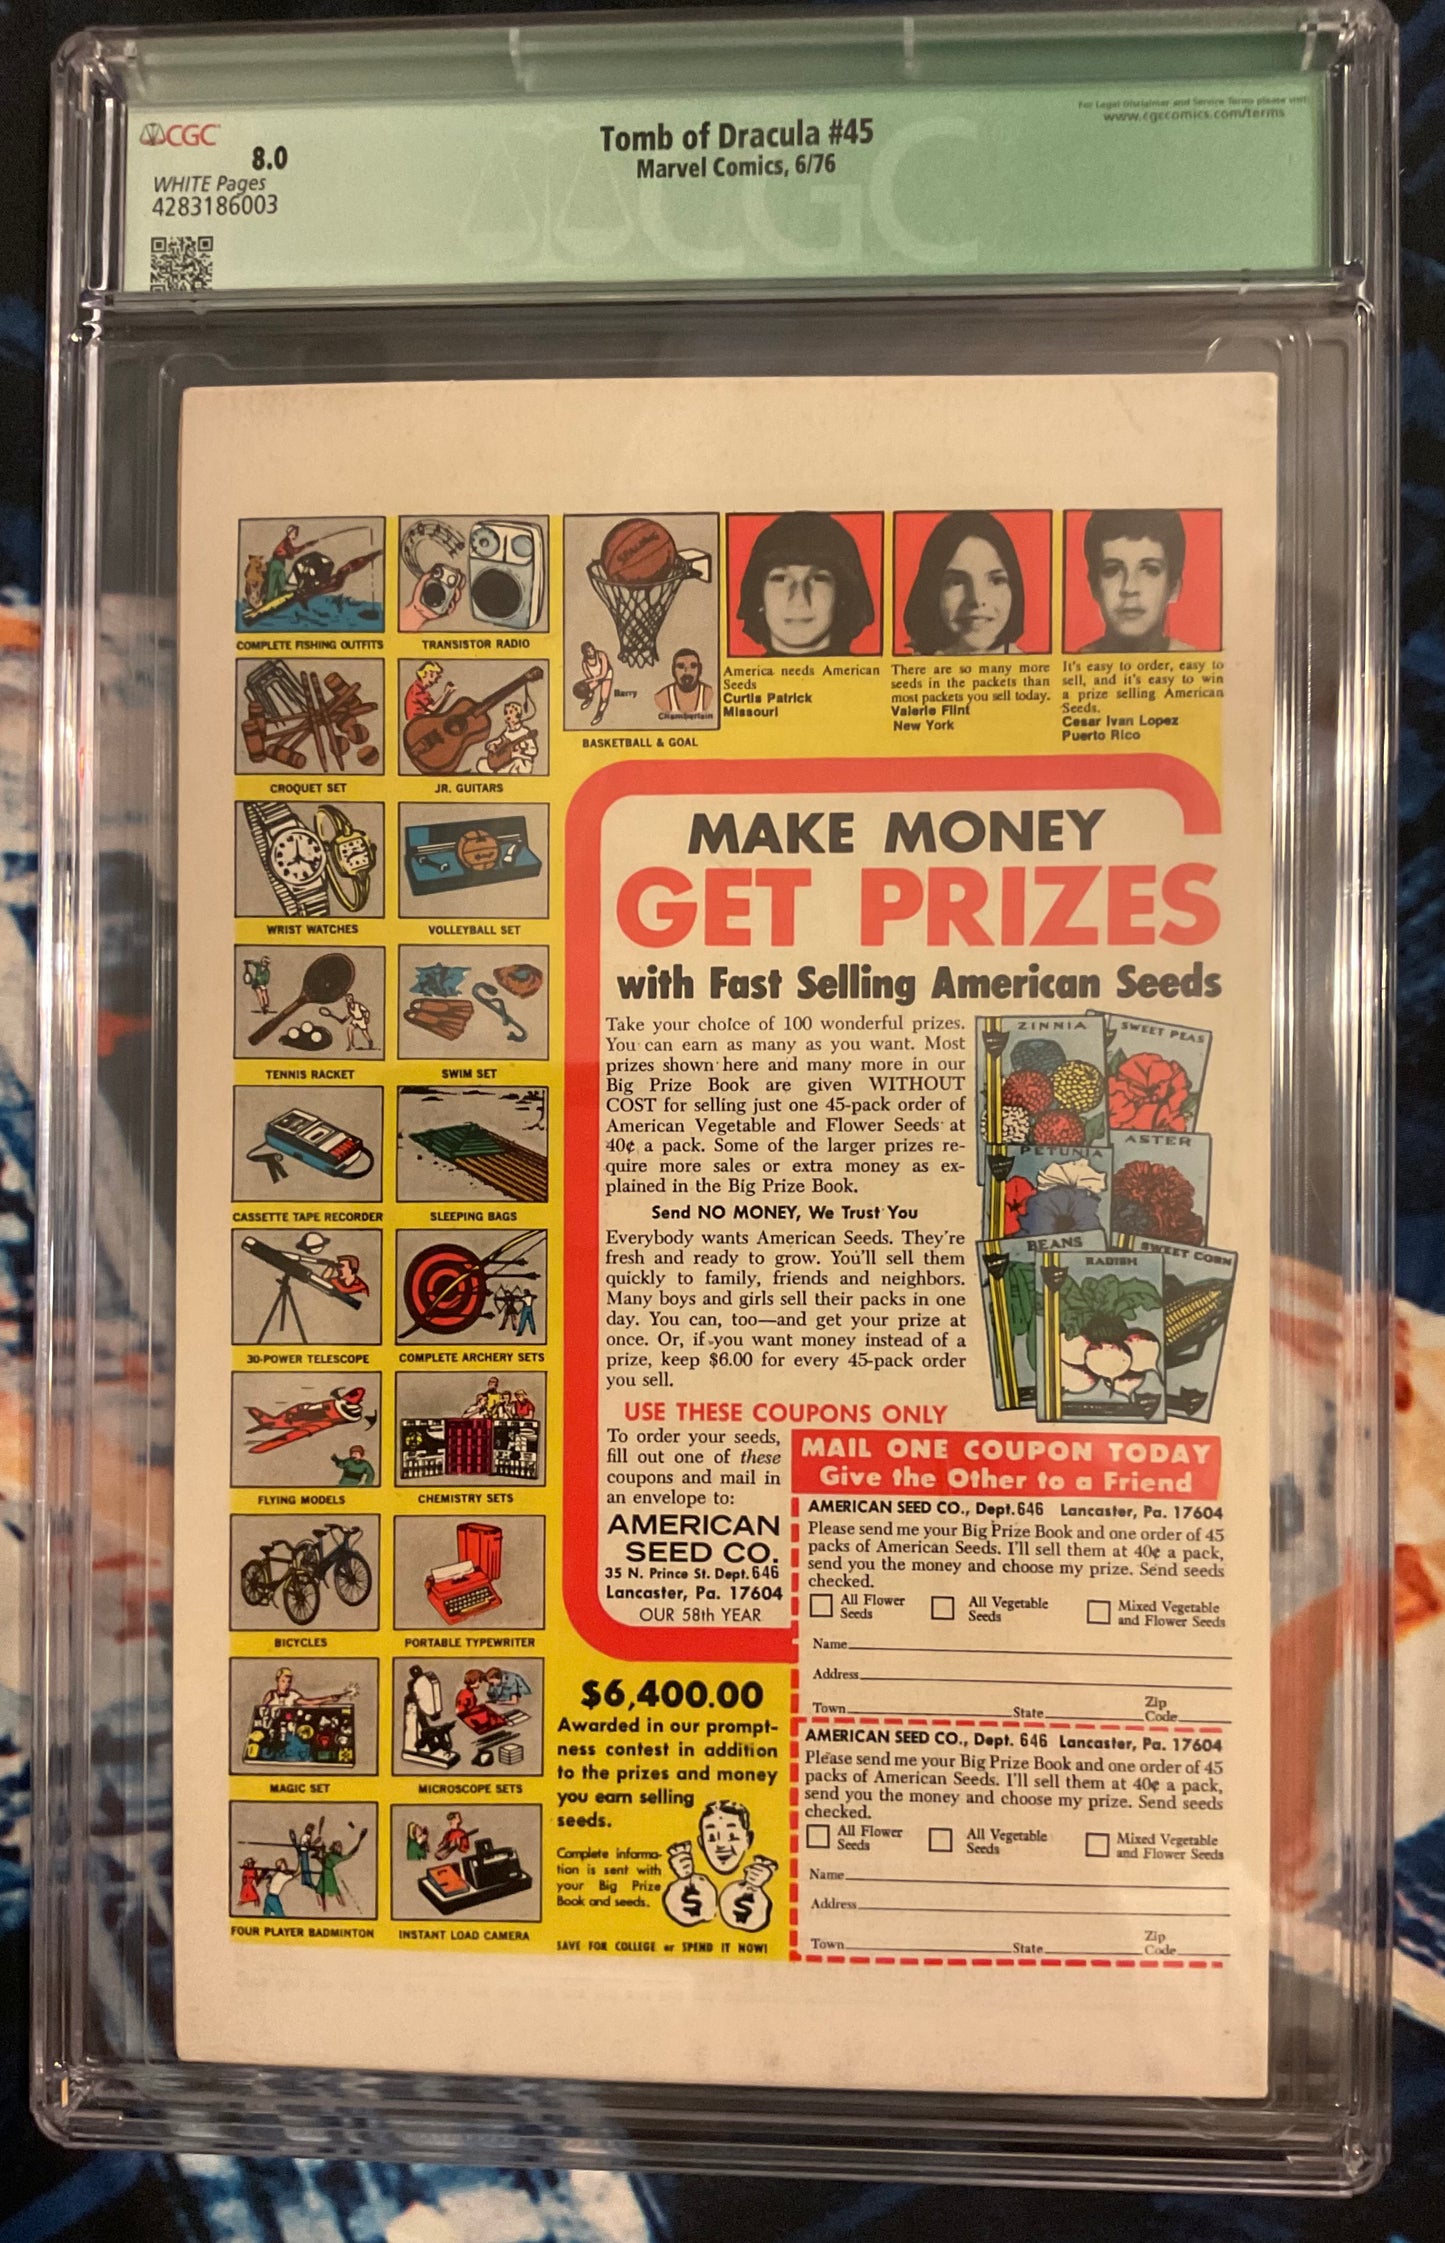 CGC
8.0
WHITE Pages
4283186003
Tomb of Dracula #45
Marvel Comics, 6/76
For Legal Disclaimer and Service Terms please visit
www.cgccomics.com/terms
CGC
COMPLETE FISHING OUTFITS
TRANSISTOR RADIO
SPALDING
Barry
Chamberlain
BASKETBALL & GOAL
America needs American
Seeds
Curtis Patrick
Missouri
There are so many more
seeds in the packets than
most packets you sell today.
Valerie Flint
New York
It's easy to order, easy to
sell, and it's easy to win
a prize selling American
Seeds.
Cesar Ivan Lopez
Puerto Rico
CROQUET SET
JR. GUITARS
WRIST WATCHES
VOLLEYBALL SET
TENNIS RACKET
SWIM SET
CASSETTE TAPE RECORDER
SLEEPING BAGS
30-POWER TELESCOPE
COMPLETE ARCHERY SETS
FLYING MODELS
CHEMISTRY SETS
BICYCLES
PORTABLE TYPEWRITER
MAGIC SET
MICROSCOPE SETS
FOUR PLAYER BADMINTON
INSTANT LOAD CAMERA
MAKE MONEY
GET PRIZES
with Fast Selling American Seeds
Take your choice of 100 wonderful prizes.
You can earn as many as you want. Most
prizes shown here and many more in our
Big Prize Book are given WITHOUT
COST for selling just one 45-pack order of
American Vegetable and Flower Seeds at
40¢ a pack. Some of the larger prizes re-
quire more sales or extra money as ex-
plained in the Big Prize Book.
Send NO MONEY, We Trust You
Everybody wants American Seeds. They're
fresh and ready to grow. You'll sell them
quickly to family, friends and neighbors.
Many boys and girls sell their packs in one
day. You can, too—and get your prize at
once. Or, if you want money instead of a
prize, keep $6.00 for every 45-pack order
you sell.
ZINNIA
SWEET PEAS
ASTER
PETUNIA
BEANS
RADISH
SWEET CORN
USE THESE COUPONS ONLY
To order your seeds,
fill out one of these
coupons and mail in
an envelope to:
AMERICAN
SEED CO.
35 N. Prince St. Dept. 646
Lancaster, Pa. 17604
OUR 58th YEAR
MAIL ONE COUPON TODAY
Give the Other to a Friend
AMERICAN SEED CO., Dept. 646 Lancaster, Pa. 17604
Please send me your Big Prize Book and one order of 45
packs of American Seeds. I'll sell them at 40¢ a pack,
send you the money and choose my prize. Send seeds
checked.
All Flower
Seeds
All Vegetable
Seeds
Mixed Vegetable
and Flower Seeds
Name
Address
Town State Zip
Code
AMERICAN SEED CO., Dept. 646 Lancaster, Pa. 17604
Please send me your Big Prize Book and one order of 45
packs of American Seeds. I'll sell them at 40¢ a pack,
send you the money and choose my prize. Send seeds
checked.
All Flower
Seeds
All Vegetable
Seeds
Mixed Vegetable
and Flower Seeds
Name
Address
Town State Zip
Code
$6,400.00
Awarded in our prompt-
ness contest in addition
to the prizes and money
you earn selling
seeds.
Complete informa-
tion is sent with
your Big Prize
Book and seeds.
$ $
SAVE FOR COLLEGE or SPEND IT NOW!